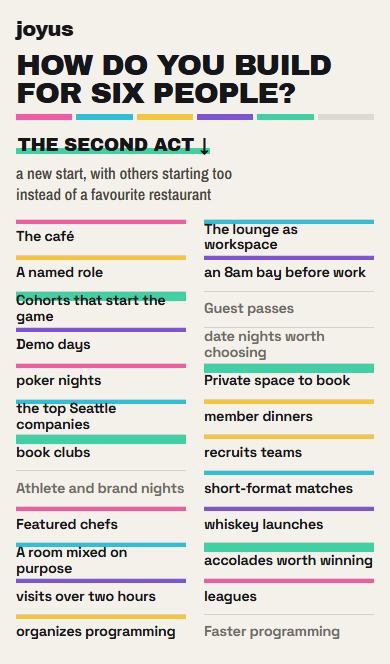 joyus
HOW DO YOU BUILD
FOR SIX PEOPLE?
THE SECOND ACT ↓
a new start, with others starting too
instead of a favourite restaurant
The café
A named role
Cohorts that start the
game
Demo days
poker nights
the top Seattle
companies
book clubs
Athlete and brand nights
Featured chefs
A room mixed on
purpose
visits over two hours
organizes programming
The lounge as
workspace
an 8am bay before work
Guest passes
date nights worth
choosing
Private space to book
member dinners
recruits teams
short-format matches
whiskey launches
accolades worth winning
leagues
Faster programming